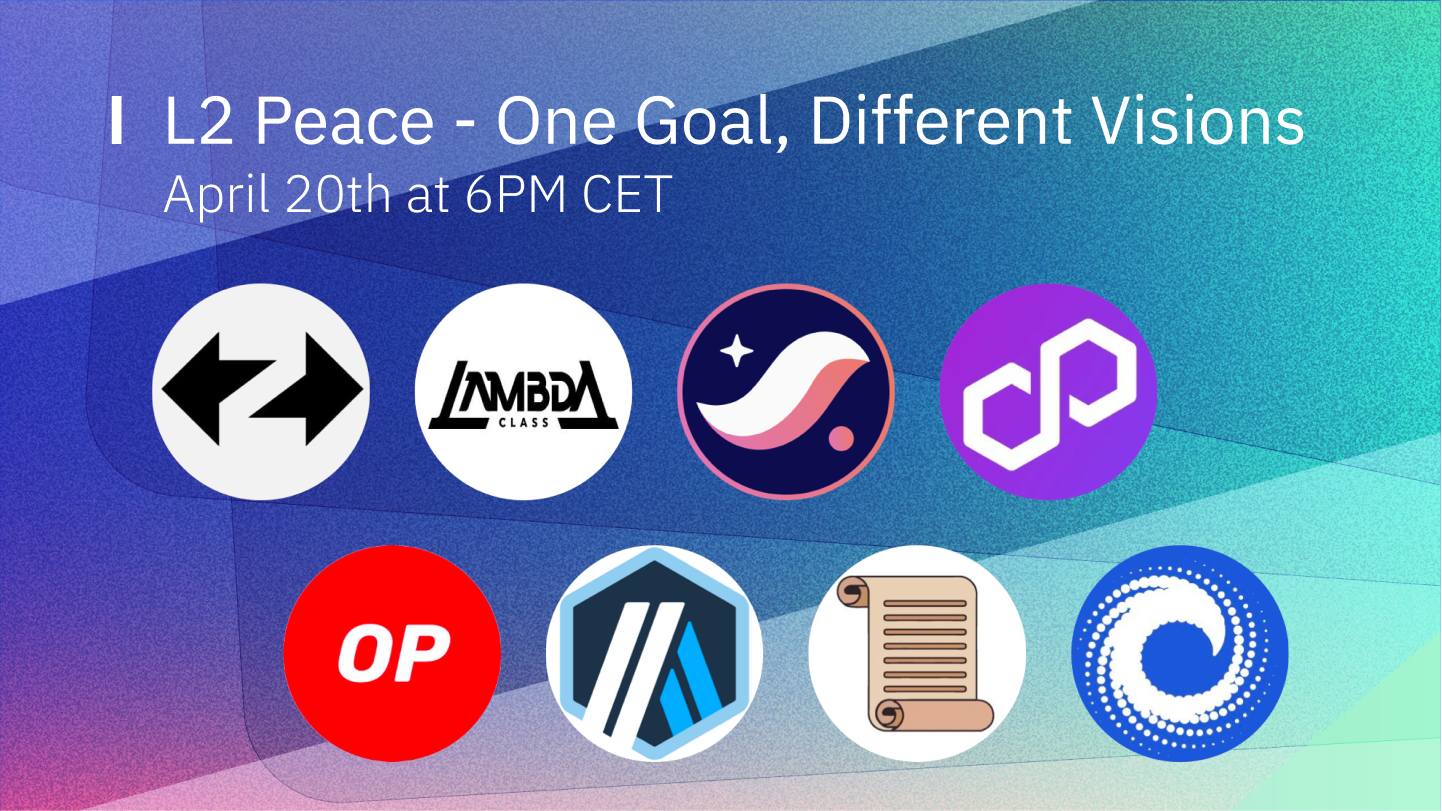 L2 Peace - One Goal, Different Visions
April 20th at 6PM CET
LAMBDA
CLASS
OP